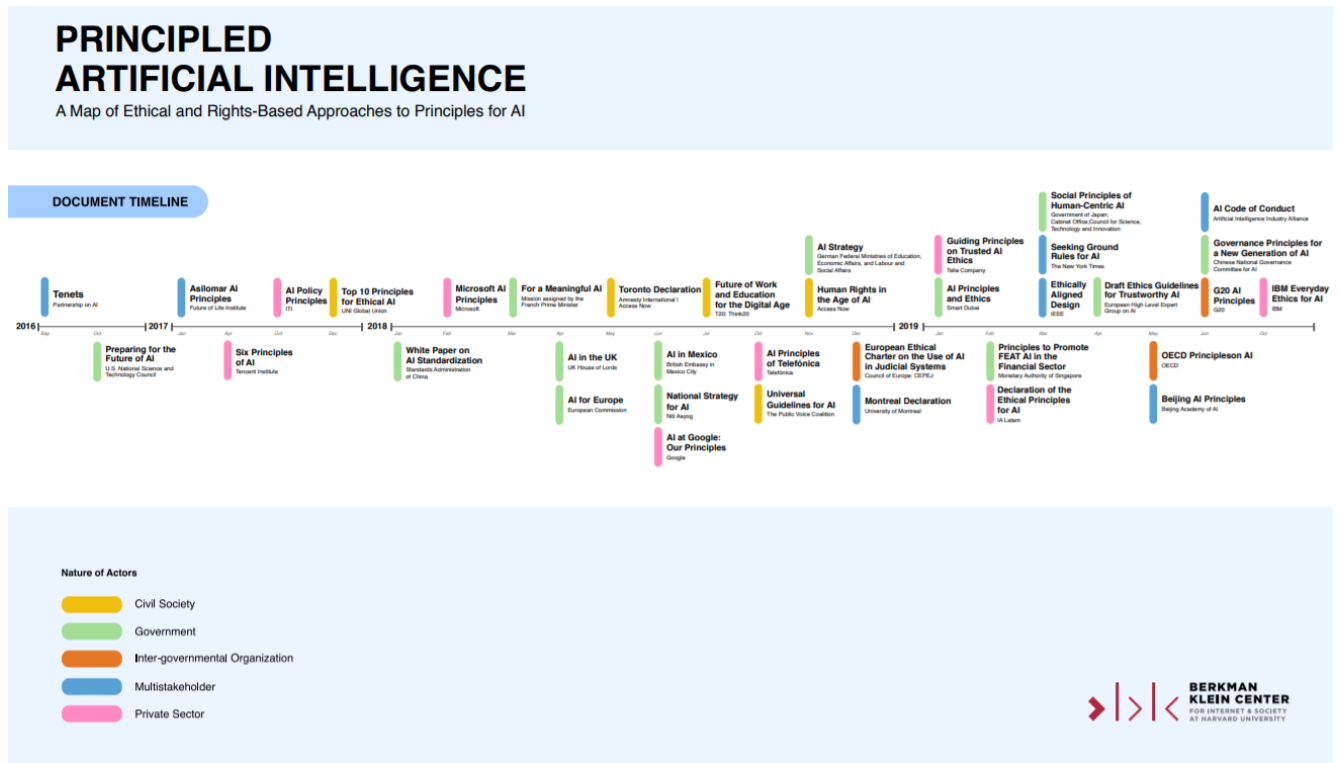 PRINCIPLED
ARTIFICIAL INTELLIGENCE
A Map of Ethical and Rights-Based Approaches to Principles for AI
DOCUMENT TIMELINE
Tenets
Partnership on AI
Asilomar AI
Principles
Future of Life Institute
AI Policy
Principles
ITI
Top 10 Principles
for Ethical AI
UNI Global Union
Microsoft AI
Principles
Microsoft
For a Meaningful AI
Mission assigned by the
French Prime Minister
Toronto Declaration
Amnesty International |
Access Now
Future of Work
and Education
for the Digital Age
T20: Think20
AI Strategy
German Federal Ministries of Education,
Economic Affairs, and Labour and
Social Affairs
Human Rights in
the Age of AI
Access Now
Guiding Principles
on Trusted AI
Ethics
Telia Company
AI Principles
and Ethics
Smart Dubai
Social Principles of
Human-Centric AI
Government of Japan;
Cabinet Office;Council for Science,
Technology and Innovation
Seeking Ground
Rules for AI
The New York Times
Ethically
Aligned
Design
IEEE
Draft Ethics Guidelines
for Trustworthy AI
European High Level Expert
Group on AI
AI Code of Conduct
Artificial Intelligence Industry Alliance
Governance Principles for
a New Generation of AI
Chinese National Governance
Committee for AI
G20 AI
Principles
G20
IBM Everyday
Ethics for AI
IBM
2016 2017 2018 2019
Sep Oct Jan Apr Oct Dec Jan Feb Mar Apr May Jun Jul Oct Nov Dec Jan Feb Mar Apr May Jun Oct
Preparing for the
Future of AI
U.S. National Science and
Technology Council
Six Principles
of AI
Tencent Institute
White Paper on
AI Standardization
Standards Administration
of China
AI in the UK
UK House of Lords
AI for Europe
European Commission
AI in Mexico
British Embassy in
Mexico City
National Strategy
for AI
Niti Aayog
AI at Google:
Our Principles
Google
AI Principles
of Telefónica
Telefónica
Universal
Guidelines for AI
The Public Voice Coalition
European Ethical
Charter on the Use of AI
in Judicial Systems
Council of Europe: CEPEJ
Montreal Declaration
University of Montreal
Principles to Promote
FEAT AI in the
Financial Sector
Monetary Authority of Singapore
Declaration of the
Ethical Principles
for AI
IA Latam
OECD Principleson AI
OECD
Beijing AI Principles
Beijing Academy of AI
Nature of Actors
Civil Society
Government
Inter-governmental Organization
Multistakeholder
Private Sector
BERKMAN
KLEIN CENTER
FOR INTERNET & SOCIETY
AT HARVARD UNIVERSITY